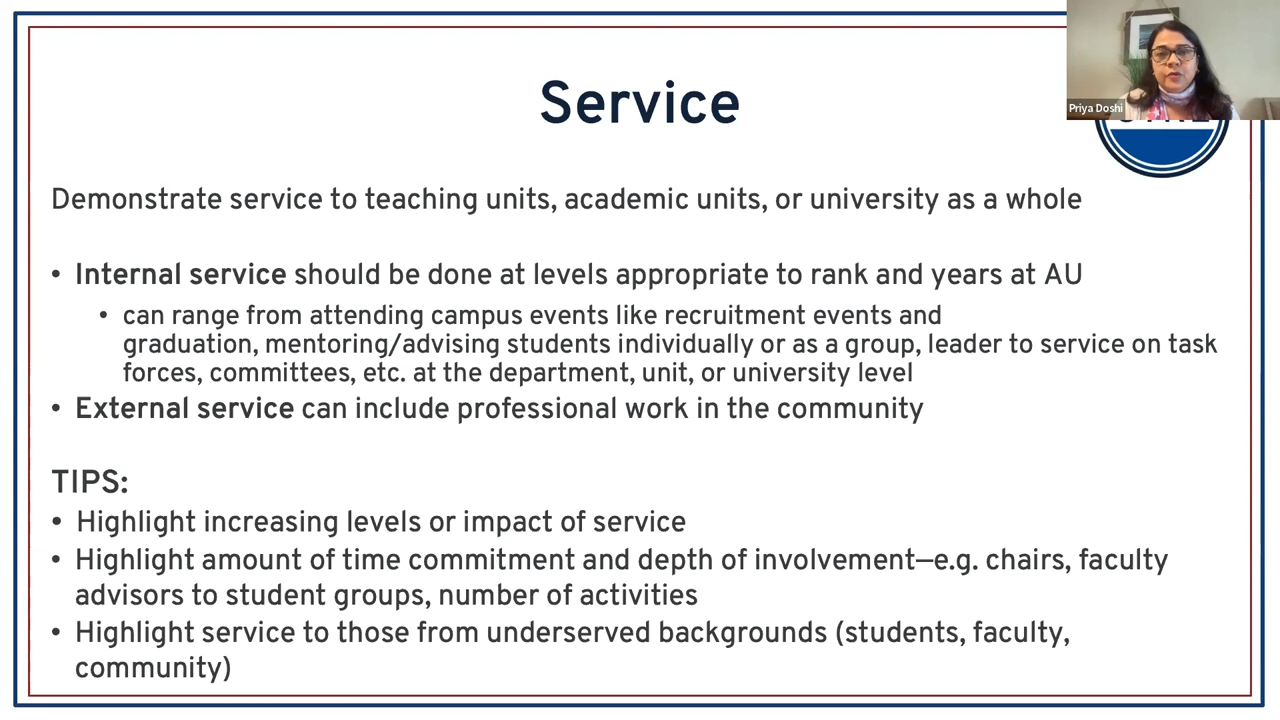 Priya Doshi
Service
Demonstrate service to teaching units, academic units, or university as a whole
• Internal service should be done at levels appropriate to rank and years at AU
• can range from attending campus events like recruitment events and
graduation, mentoring/advising students individually or as a group, leader to service on task
forces, committees, etc. at the department, unit, or university level
• External service can include professional work in the community
TIPS:
• Highlight increasing levels or impact of service
• Highlight amount of time commitment and depth of involvement—e.g. chairs, faculty
advisors to student groups, number of activities
• Highlight service to those from underserved backgrounds (students, faculty,
community)